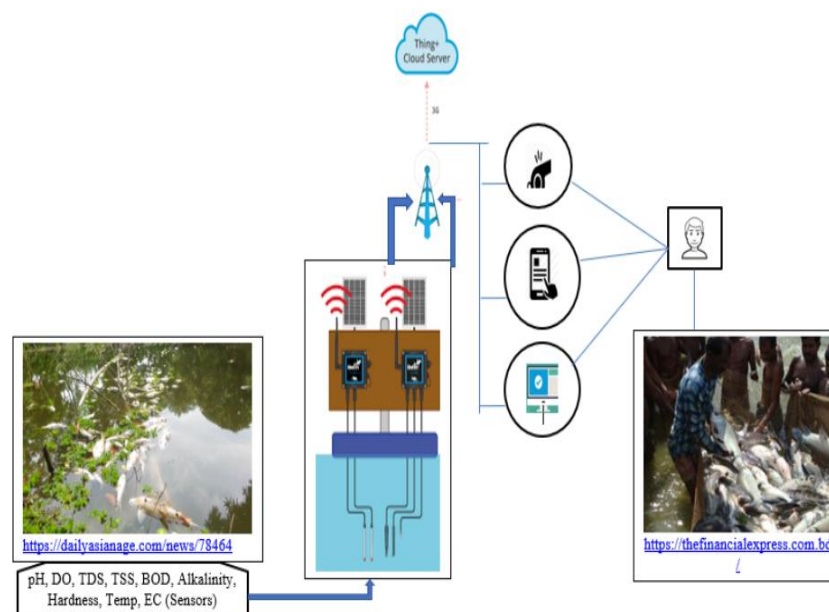 Thing+
Cloud Server
3G
https://dailyasianage.com/news/78464
pH, DO, TDS, TSS, BOD, Alkalinity,
Hardness, Temp, EC (Sensors)
https://thefinancialexpress.com.bd
/